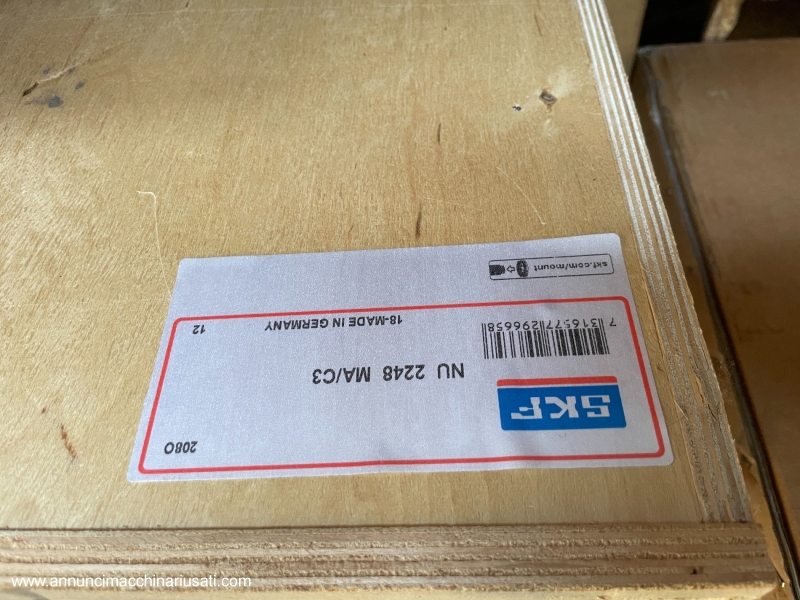 SKF 208O
NU 2248 MA/C3
7 316577 296658 18-MADE IN GERMANY 12
skf.com/mount
www.annuncimacchinariusati.com